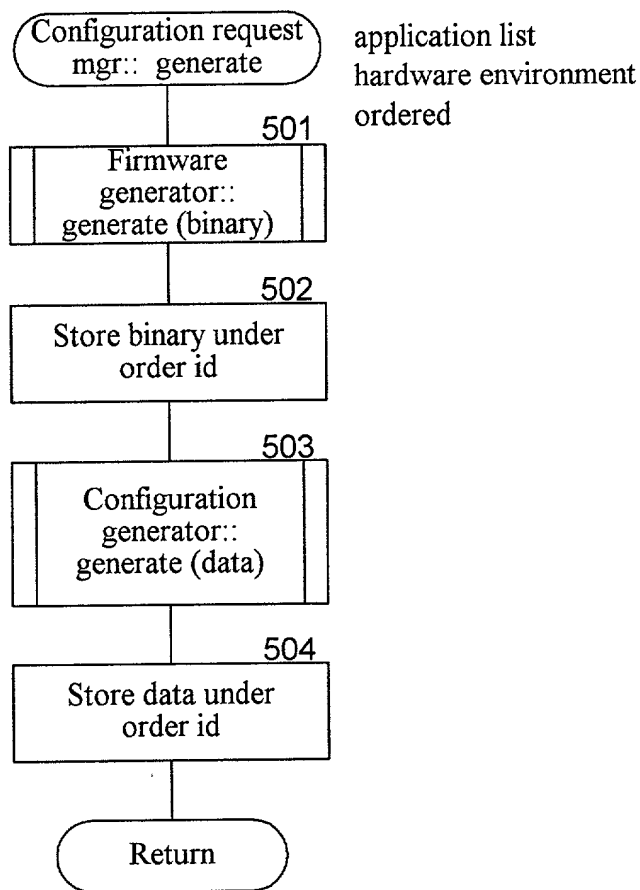 Configuration request
mgr:: generate
application list
hardware environment
ordered
501
Firmware
generator::
generate (binary)
502
Store binary under
order id
503
Configuration
generator::
generate (data)
504
Store data under
order id
Return